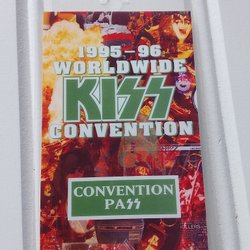 1995-96
WORLDWIDE
KISS
CONVENTION
CONVENTION
PASS